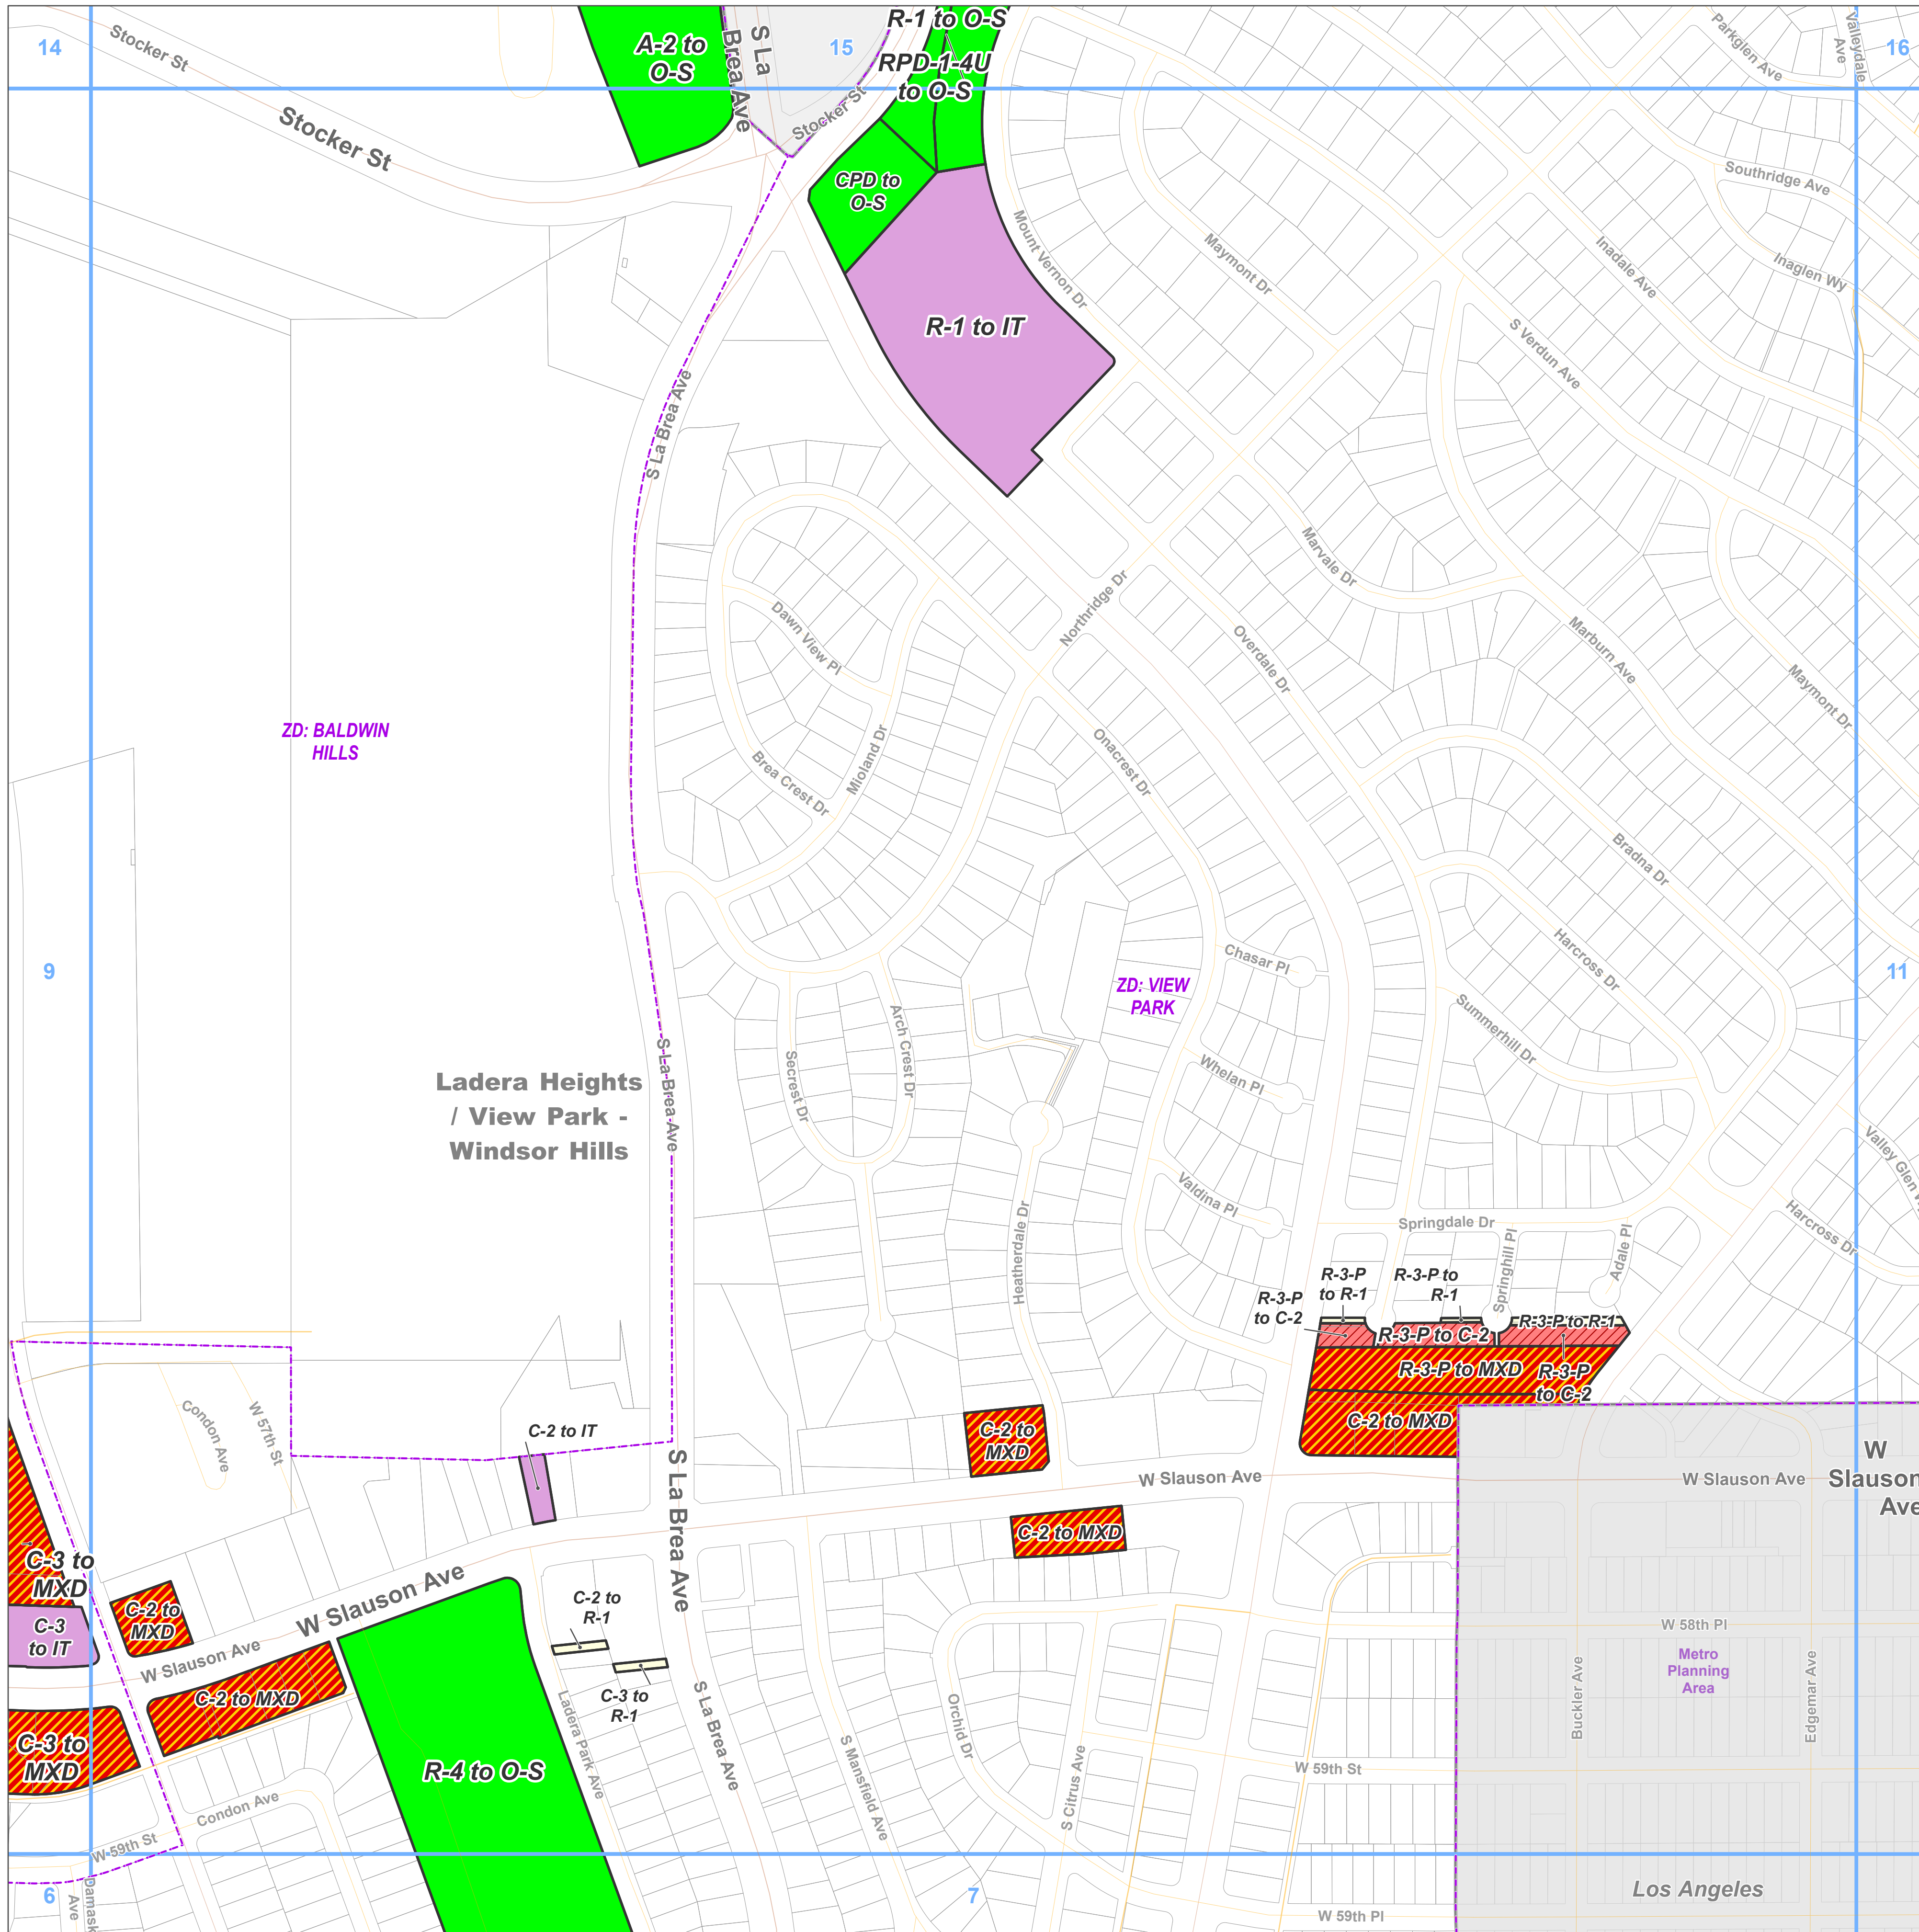 14
Stocker St
Stocker St
A-2 to
O-S
S La
Brea Ave
15
Stocker St
R-1 to O-S
RPD-1-4U
to O-S
CPD to
O-S
R-1 to IT
Parkglen Ave
Valleydale
Ave
16
Southridge Ave
Inadale Ave
Inaglen Wy
Mount Vernon Dr
Maymont Dr
S Verdun Ave
S La Brea Ave
Marvale Dr
Northridge Dr
Overdale Dr
Marburn Ave
Maymont Dr
Dawn View Pl
Mioland Dr
Brea Crest Dr
Onacrest Dr
ZD: BALDWIN
HILLS
Bradna Dr
Harcross Dr
9
Chasar Pl
ZD: VIEW
PARK
11
Summerhill Dr
Arch Crest Dr
Secrest Dr
S La Brea Ave
Whelan Pl
Ladera Heights
/ View Park -
Windsor Hills
Valley Glen
Valdina Pl
Heatherdale Dr
Springdale Dr
Springhill Pl
Adale Pl
Harcross Dr
R-3-P
to C-2
R-3-P
to R-1
R-3-P to
R-1
R-3-P to R-1
R-3-P to C-2
R-3-P to MXD
R-3-P
to C-2
C-2 to MXD
Condon Ave
W 57th St
C-2 to IT
C-2 to
MXD
S La Brea Ave
W Slauson Ave
W Slauson Ave
W
Slauson
Ave
C-2 to MXD
C-3 to
MXD
C-3
to IT
C-2 to
MXD
W Slauson Ave
W Slauson Ave
C-2 to
R-1
C-3 to
R-1
C-2 to MXD
C-3 to
MXD
R-4 to O-S
Ladera Park Ave
S La Brea Ave
S Mansfield Ave
Orchid Dr
S Citrus Ave
W 58th Pl
Metro
Planning
Area
Buckler Ave
Edgemar Ave
W 59th St
Condon Ave
W 59th St
6
Ave
Damask
7
Los Angeles
W 59th Pl